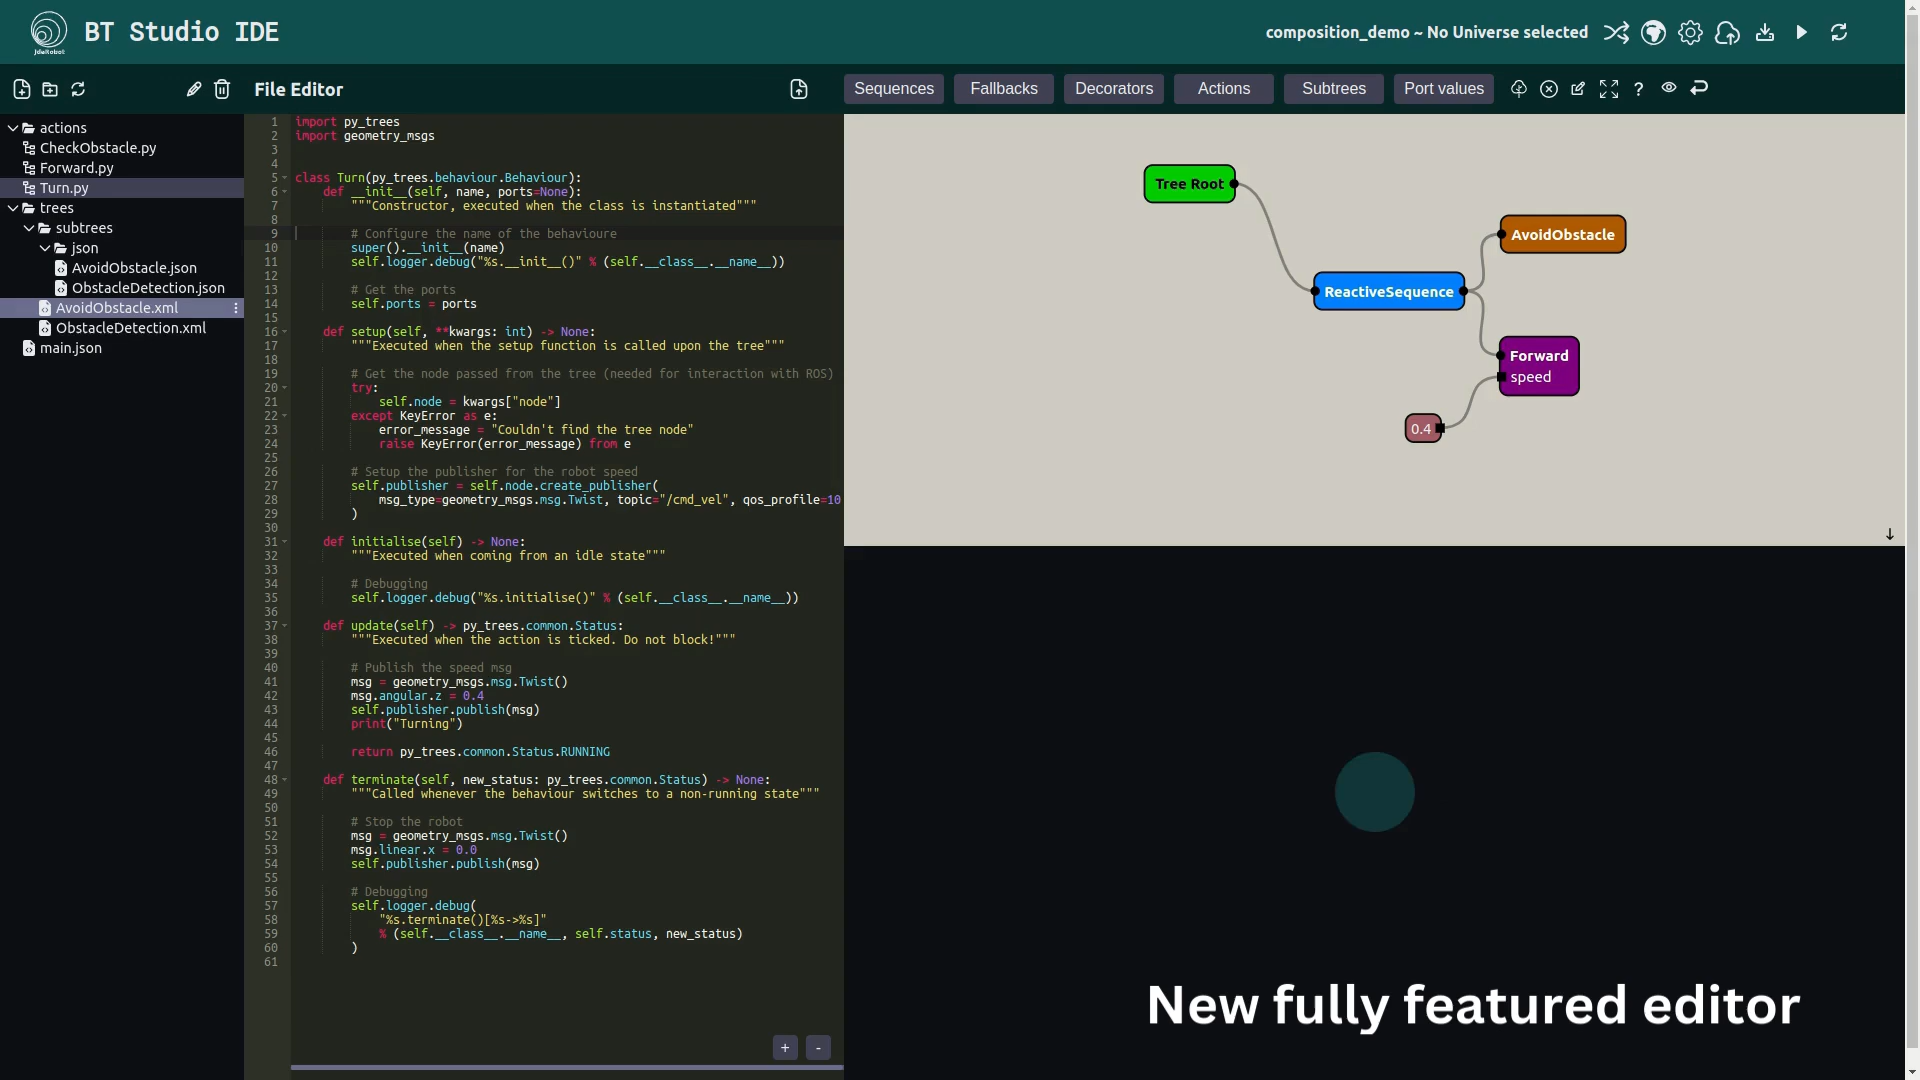 BT Studio IDE
JdeRobot
composition_demo ~ No Universe selected
File Editor
Sequences
Fallbacks
Decorators
Actions
Subtrees
Port values
?
actions
CheckObstacle.py
Forward.py
Turn.py
trees
subtrees
json
AvoidObstacle.json
ObstacleDetection.json
AvoidObstacle.xml
ObstacleDetection.xml
main.json
1 import py_trees
2 import geometry_msgs
3
4
5 class Turn(py_trees.behaviour.Behaviour):
6 def __init__(self, name, ports=None):
7 """Constructor, executed when the class is instantiated"""
8
9 # Configure the name of the behavioure
10 super().__init__(name)
11 self.logger.debug("%s.__init__()" % (self.__class__.__name__))
12
13 # Get the ports
14 self.ports = ports
15
16 def setup(self, **kwargs: int) -> None:
17 """Executed when the setup function is called upon the tree"""
18
19 # Get the node passed from the tree (needed for interaction with ROS)
20 try:
21 self.node = kwargs["node"]
22 except KeyError as e:
23 error_message = "Couldn't find the tree node"
24 raise KeyError(error_message) from e
25
26 # Setup the publisher for the robot speed
27 self.publisher = self.node.create_publisher(
28 msg_type=geometry_msgs.msg.Twist, topic="/cmd_vel", qos_profile=10
29 )
30
31 def initialise(self) -> None:
32 """Executed when coming from an idle state"""
33
34 # Debugging
35 self.logger.debug("%s.initialise()" % (self.__class__.__name__))
36
37 def update(self) -> py_trees.common.Status:
38 """Executed when the action is ticked. Do not block!"""
39
40 # Publish the speed msg
41 msg = geometry_msgs.msg.Twist()
42 msg.angular.z = 0.4
43 self.publisher.publish(msg)
44 print("Turning")
45
46 return py_trees.common.Status.RUNNING
47
48 def terminate(self, new_status: py_trees.common.Status) -> None:
49 """Called whenever the behaviour switches to a non-running state"""
50
51 # Stop the robot
52 msg = geometry_msgs.msg.Twist()
53 msg.linear.x = 0.0
54 self.publisher.publish(msg)
55
56 # Debugging
57 self.logger.debug(
58 "%s.terminate()[%s->%s]"
59 % (self.__class__.__name__, self.status, new_status)
60 )
61
+
-
Tree Root
AvoidObstacle
ReactiveSequence
Forward
speed
0.4
New fully featured editor